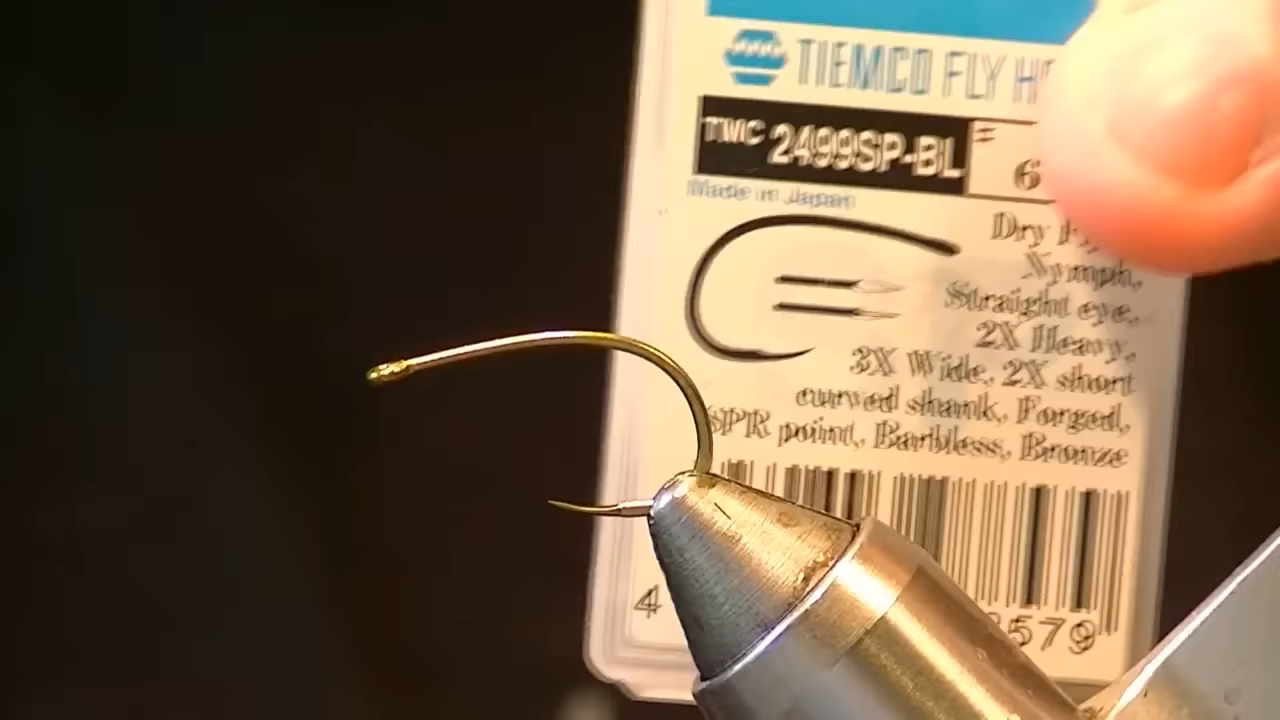 TIEMCO FLY
TMC 2499SP-BL # 6
Made in Japan
Dry
Nymph,
Straight eye,
2X Heavy,
3X Wide, 2X short
curved shank, Forged,
SPR point, Barbless, Bronze
4 579